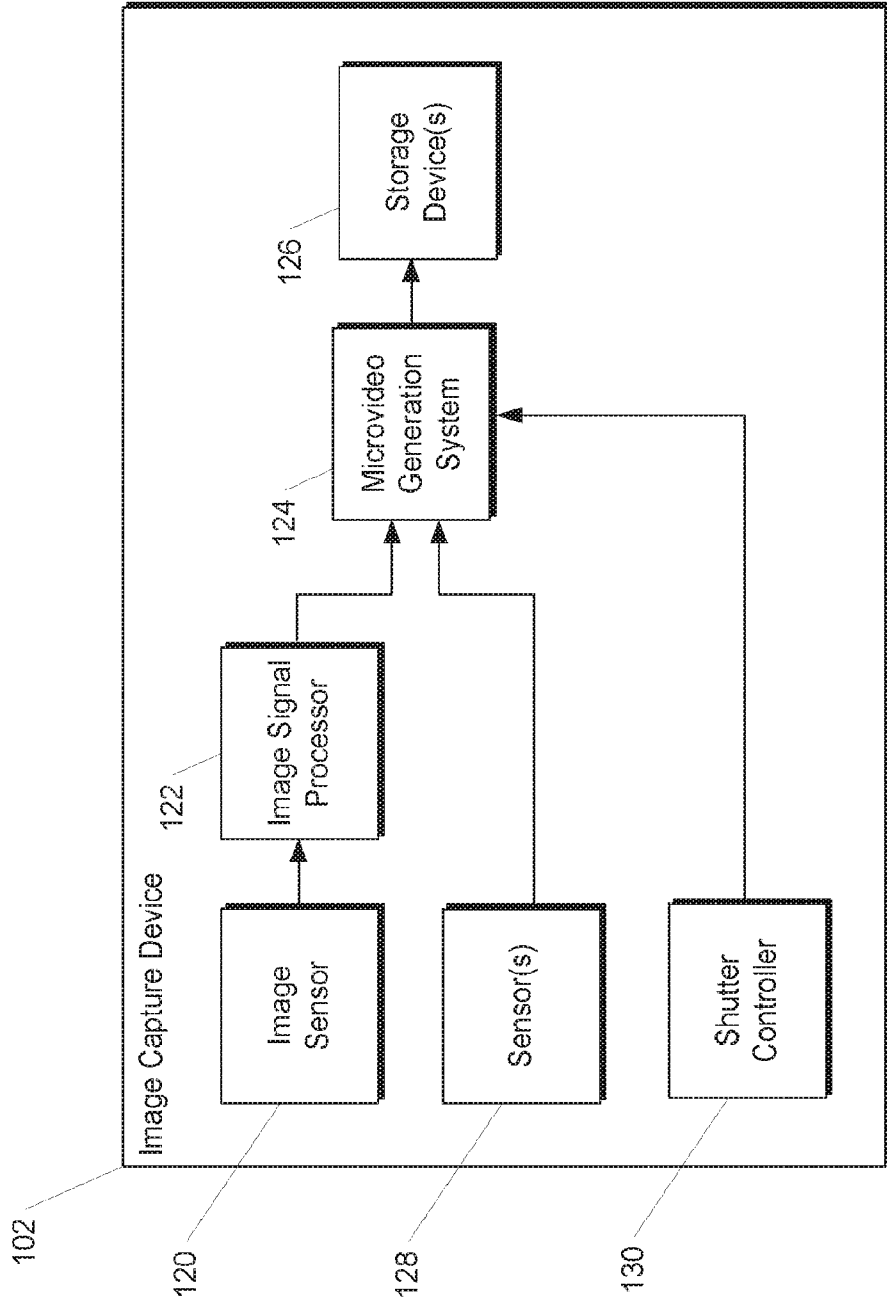 102
Image Capture Device
120
Image
Sensor
122
Image Signal
Processor
124
Microvideo
Generation
System
126
Storage
Device(s)
128
Sensor(s)
130
Shutter
Controller